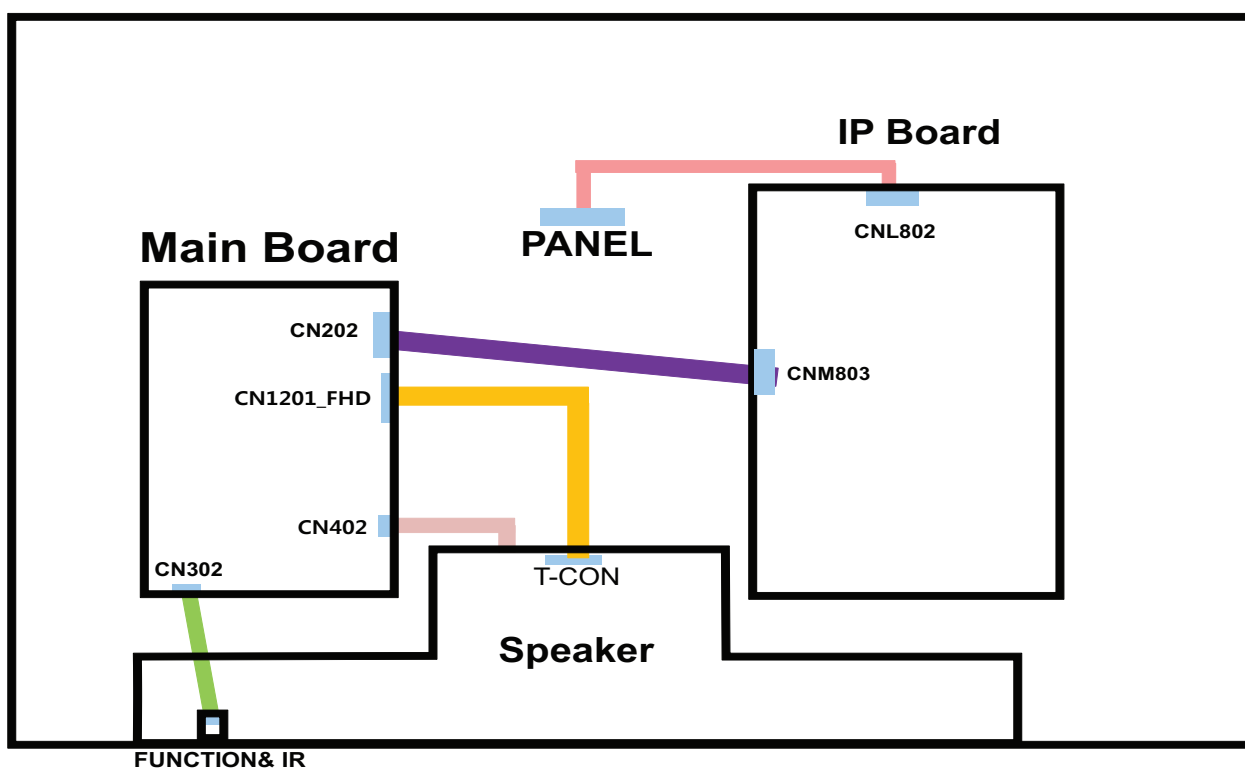 IP Board
CNL802
PANEL
Main Board
CN202
CNM803
CN1201_FHD
CN402
CN302
T-CON
Speaker
FUNCTION& IR